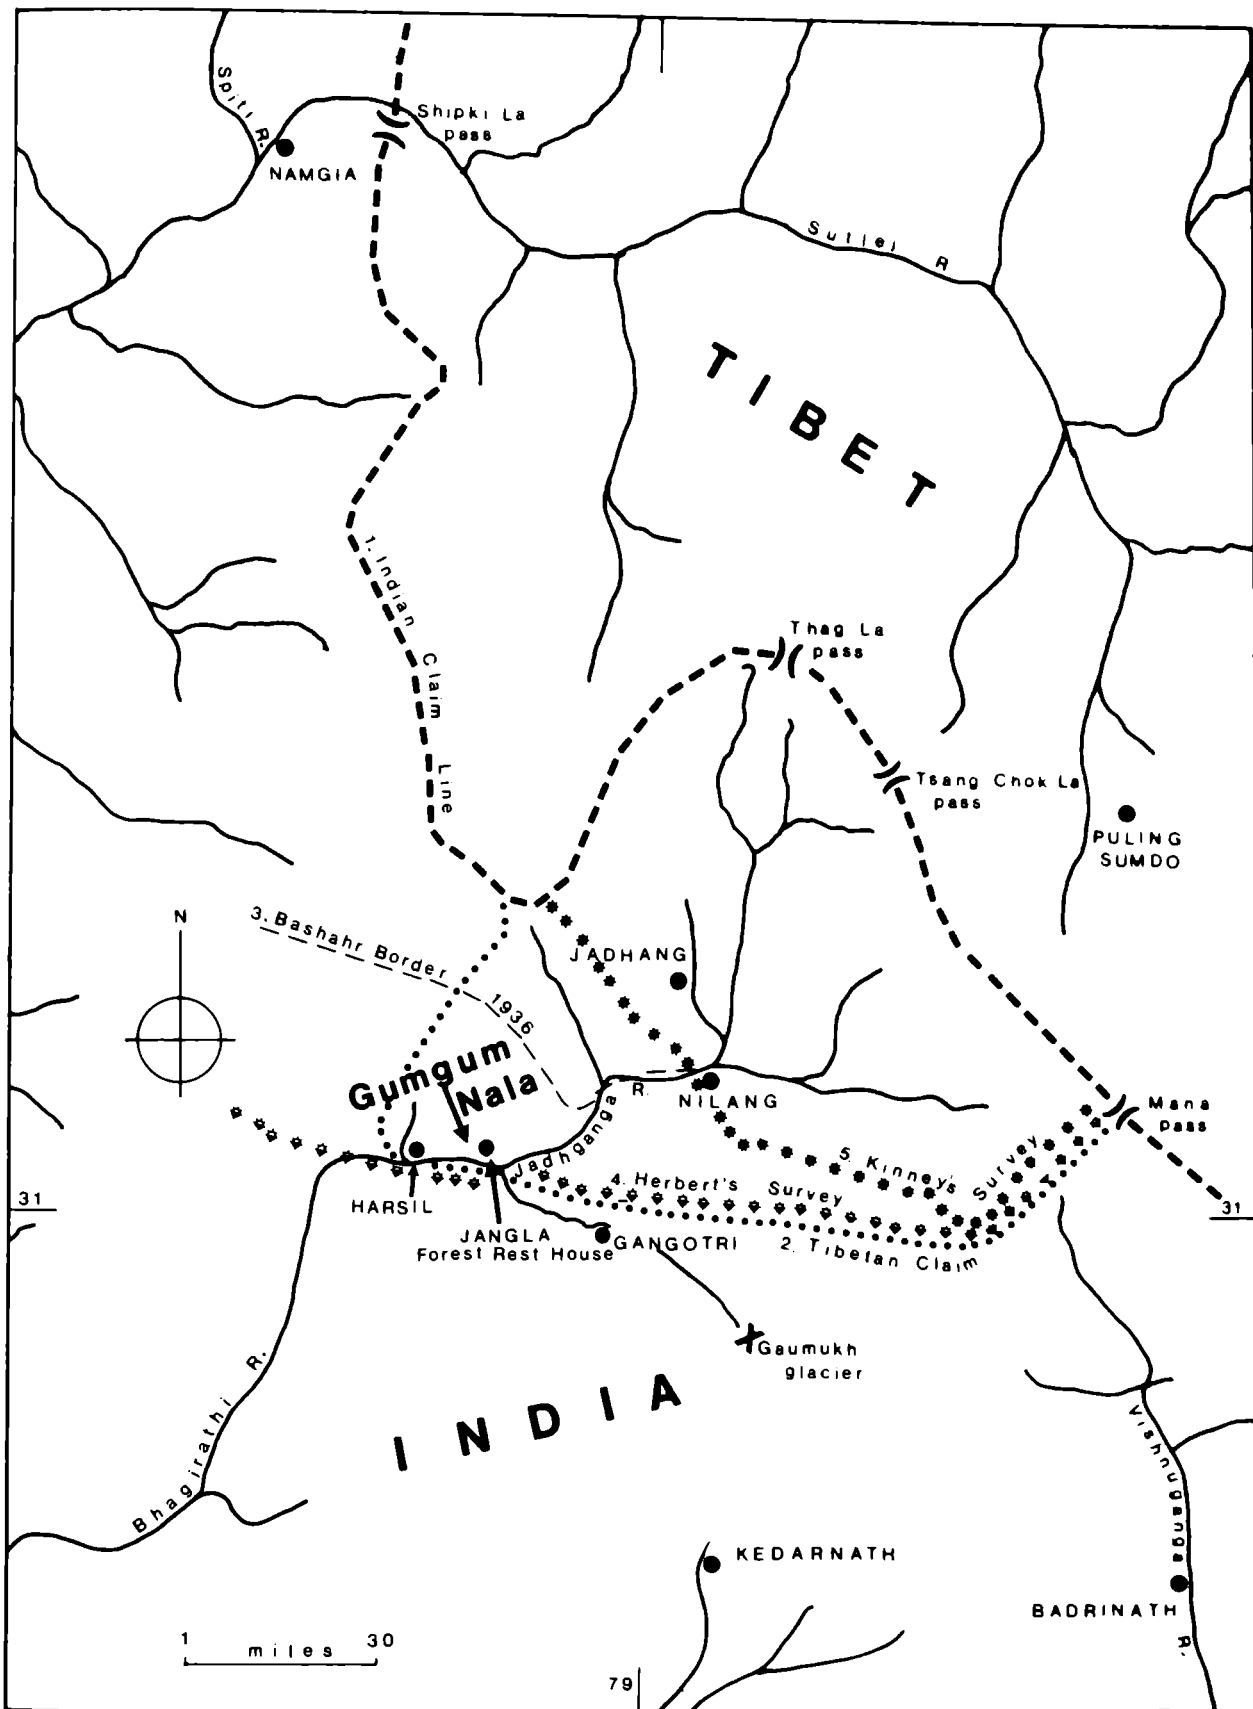 Spiti R.
Shipki La
pass
NAMGIA
Sutlej R
TIBET
1. Indian Claim Line
Thag La
pass
Tsang Chok La
pass
PULING
SUMDO
N
3. Bashahr Border 1936
JADHANG
Gumgum
Nala
R.
NILANG
Jadhganga
Mana
pass
5. Kinney's Survey
4. Herbert's Survey
31
31
HARSIL
JANGLA
Forest Rest House
GANGOTRI
2. Tibetan Claim
Gaumukh
glacier
INDIA
Bhagirathi R.
Vishnuganga R.
KEDARNATH
BADRINATH
1 miles 30
79